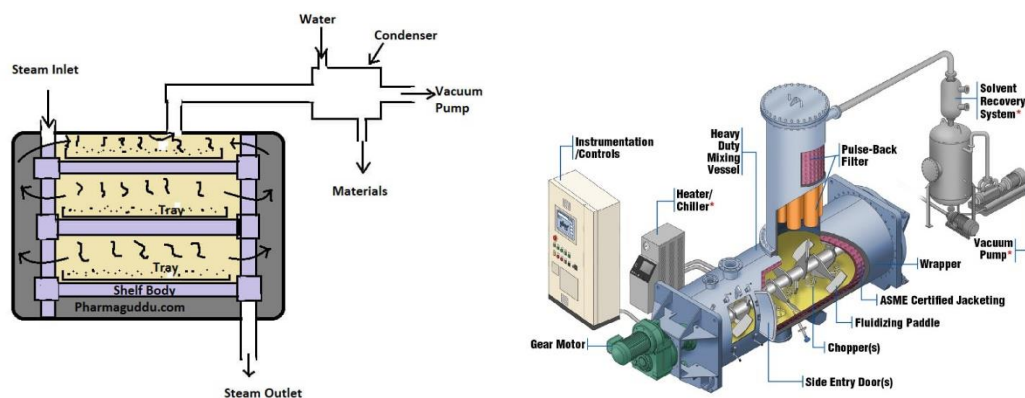 Water
Condenser
Steam Inlet
Vacuum
Pump
Materials
Tray
Tray
Shelf Body
Pharmaguddu.com
Steam Outlet
Instrumentation
/Controls
Heater/
Chiller*
Heavy
Duty
Mixing
Vessel
Pulse-Back
Filter
Solvent
Recovery
System*
Vacuum
Pump*
Wrapper
ASME Certified Jacketing
Fluidizing Paddle
Chopper(s)
Side Entry Door(s)
Gear Motor